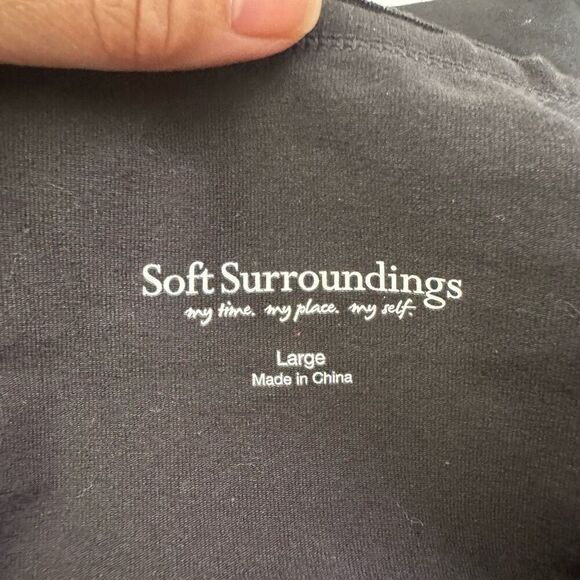 Soft Surroundings
my time. my place. my self.
Large
Made in China